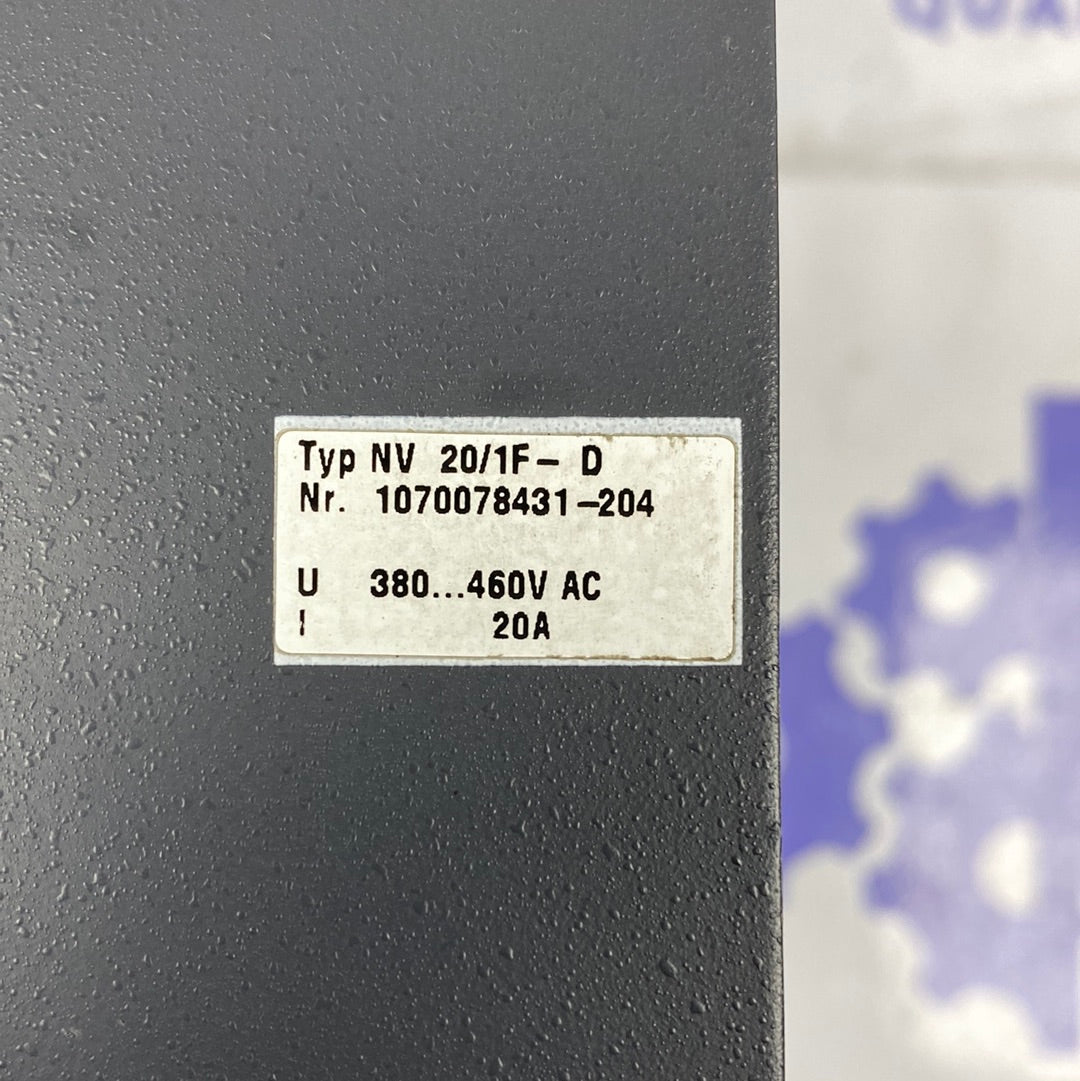 Typ NV 20/1F- D
Nr. 1070078431-204
U 380...460V AC
I 20A